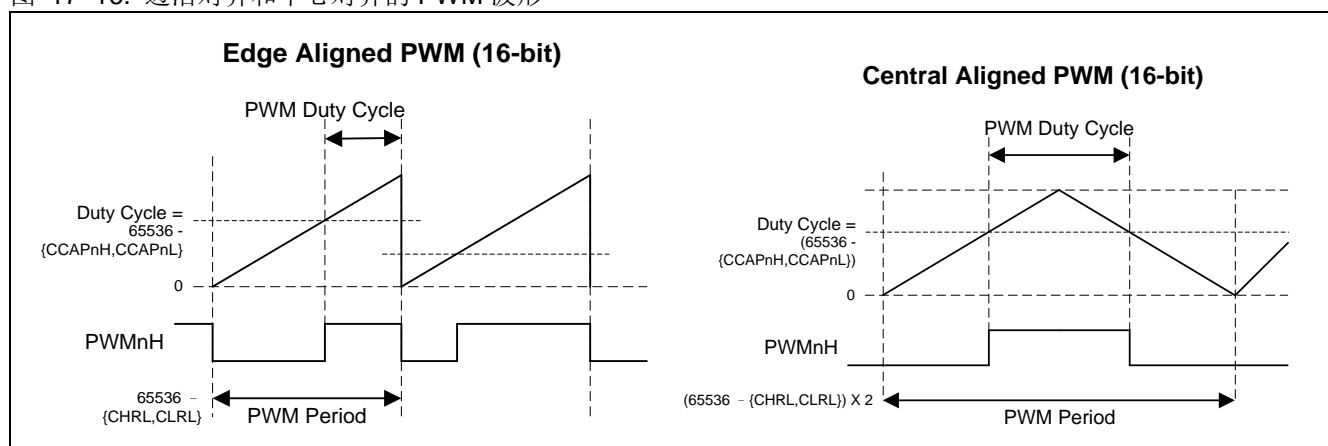 Edge Aligned PWM (16-bit)
PWM Duty Cycle
Duty Cycle =
65536 -
{CCAPnH,CCAPnL}
0
PWMnH
65536 -
{CHRL,CLRL}
PWM Period
Central Aligned PWM (16-bit)
PWM Duty Cycle
Duty Cycle =
(65536 -
{CCAPnH,CCAPnL})
0
PWMnH
(65536 - {CHRL,CLRL}) X 2
PWM Period